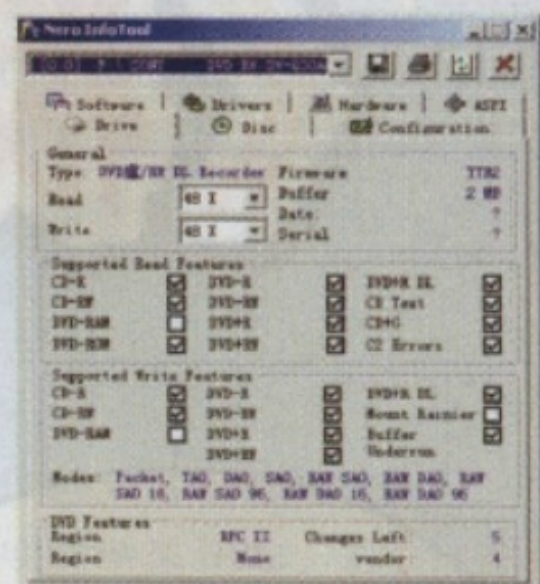 Nero InfoTool
Software Drivers Hardware ASPI
Drive Disc Configuration
General
Type DL Recorder Firmware
Read 48 X Buffer 2 MB
Date ?
Write 48 X Serial ?
Supported Read Features
CD-R DVD-R DVD+R DL
CD-RW DVD-RW CD Text
DVD-RAM DVD+R CD+G
DVD-ROM DVD+RW C2 Errors
Supported Write Features
CD-R DVD-R DVD+R DL
CD-RW DVD-RW Mount Rainier
DVD-RAM DVD+R Buffer
DVD+RW Underrun
Modes: Packet, TAO, DAO, SAO, RAW SAO, RAW DAO, RAW
SAO 16, RAW SAO 96, RAW DAO 16, RAW DAO 96
DVD Features
Region RPC II Changes Left 5
Region None vendor 4